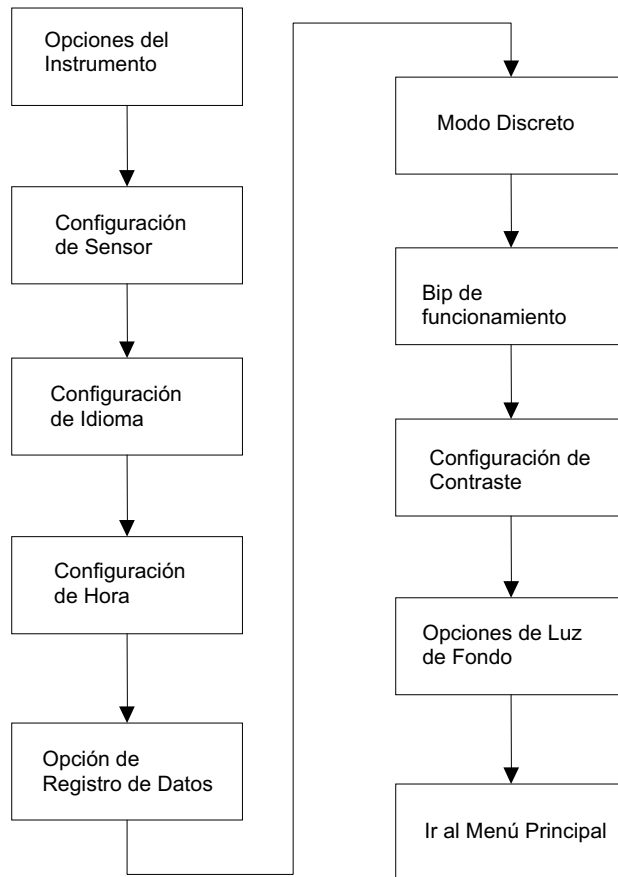 Opciones del
Instrumento
Configuración
de Sensor
Configuración
de Idioma
Configuración
de Hora
Opción de
Registro de Datos
Modo Discreto
Bip de
funcionamiento
Configuración de
Contraste
Opciones de Luz
de Fondo
Ir al Menú Principal